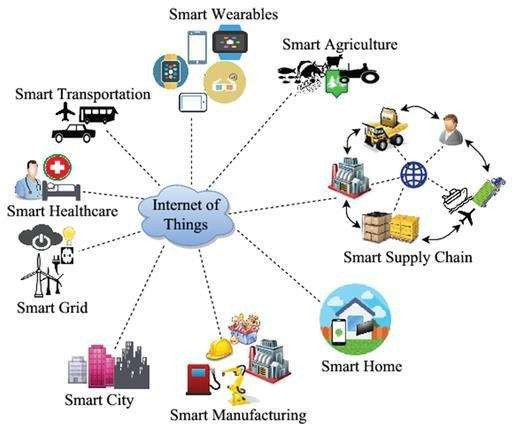 Smart Wearables
Smart Agriculture
Smart Transportation
Internet of
Things
Smart Healthcare
Smart Supply Chain
Smart Grid
Smart Home
Smart City
Smart Manufacturing